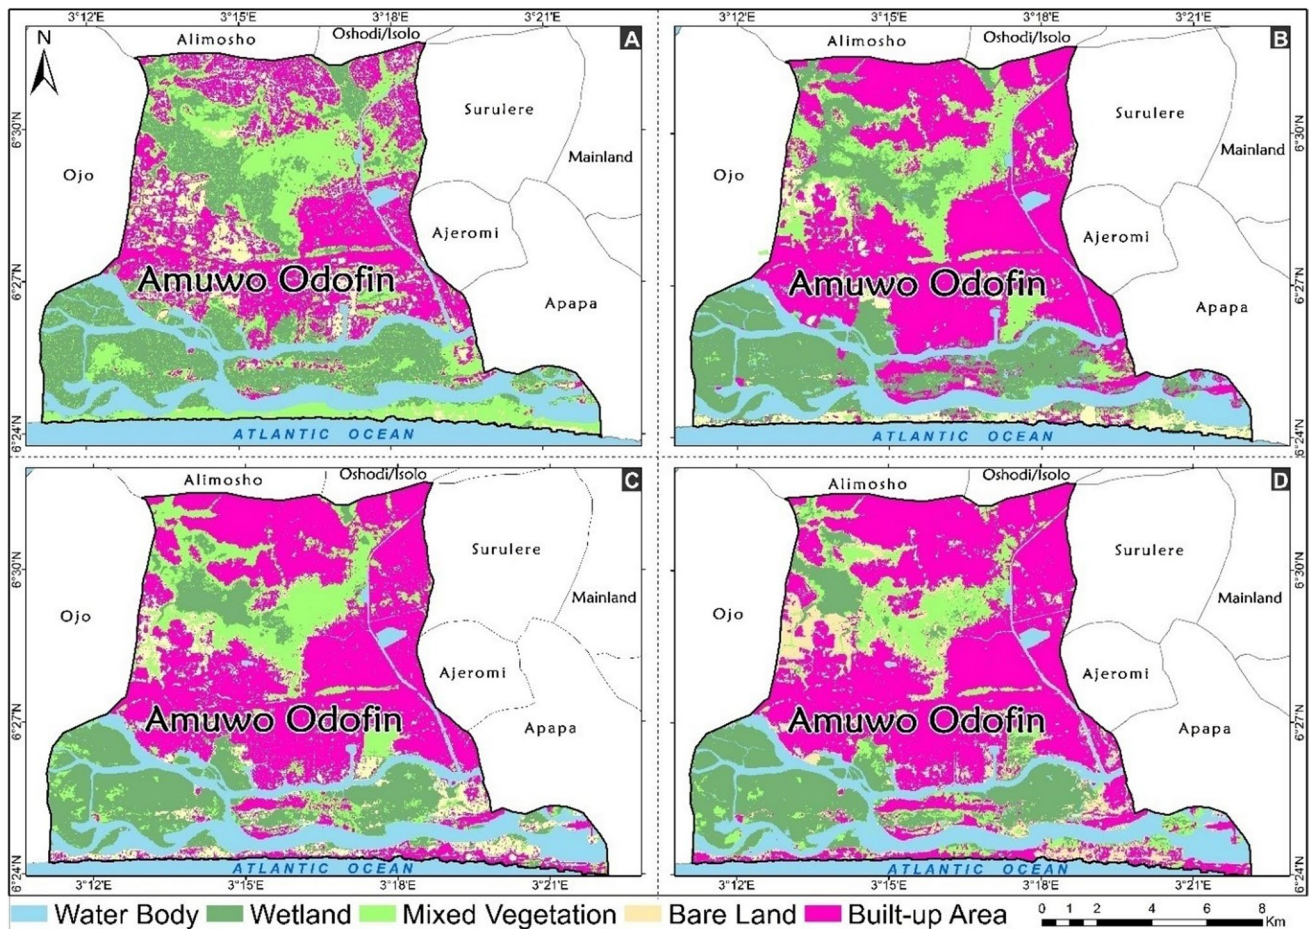 3°12'E 3°15'E 3°18'E 3°21'E
N Alimosho Oshodi/Isolo A
Surulere
6°30'N
Mainland
Ojo
Ajeromi
6°27'N
Amuwo Odofin
Apapa
6°24'N
ATLANTIC OCEAN
3°12'E 3°15'E 3°18'E 3°21'E
Alimosho Oshodi/Isolo B
Surulere
6°30'N
Mainland
Ojo
Ajeromi
6°27'N
Amuwo Odofin
Apapa
6°24'N
ATLANTIC OCEAN
Alimosho Oshodi/Isolo C
Surulere
6°30'N
Mainland
Ojo
Ajeromi
6°27'N
Amuwo Odofin
Apapa
6°24'N
ATLANTIC OCEAN
3°12'E 3°15'E 3°18'E 3°21'E
Alimosho Oshodi/Isolo D
Surulere
6°30'N
Mainland
Ojo
Ajeromi
6°27'N
Amuwo Odofin
Apapa
6°24'N
ATLANTIC OCEAN
3°12'E 3°15'E 3°18'E 3°21'E
Water Body Wetland Mixed Vegetation Bare Land Built-up Area
0 1 2 4 6 8
Km